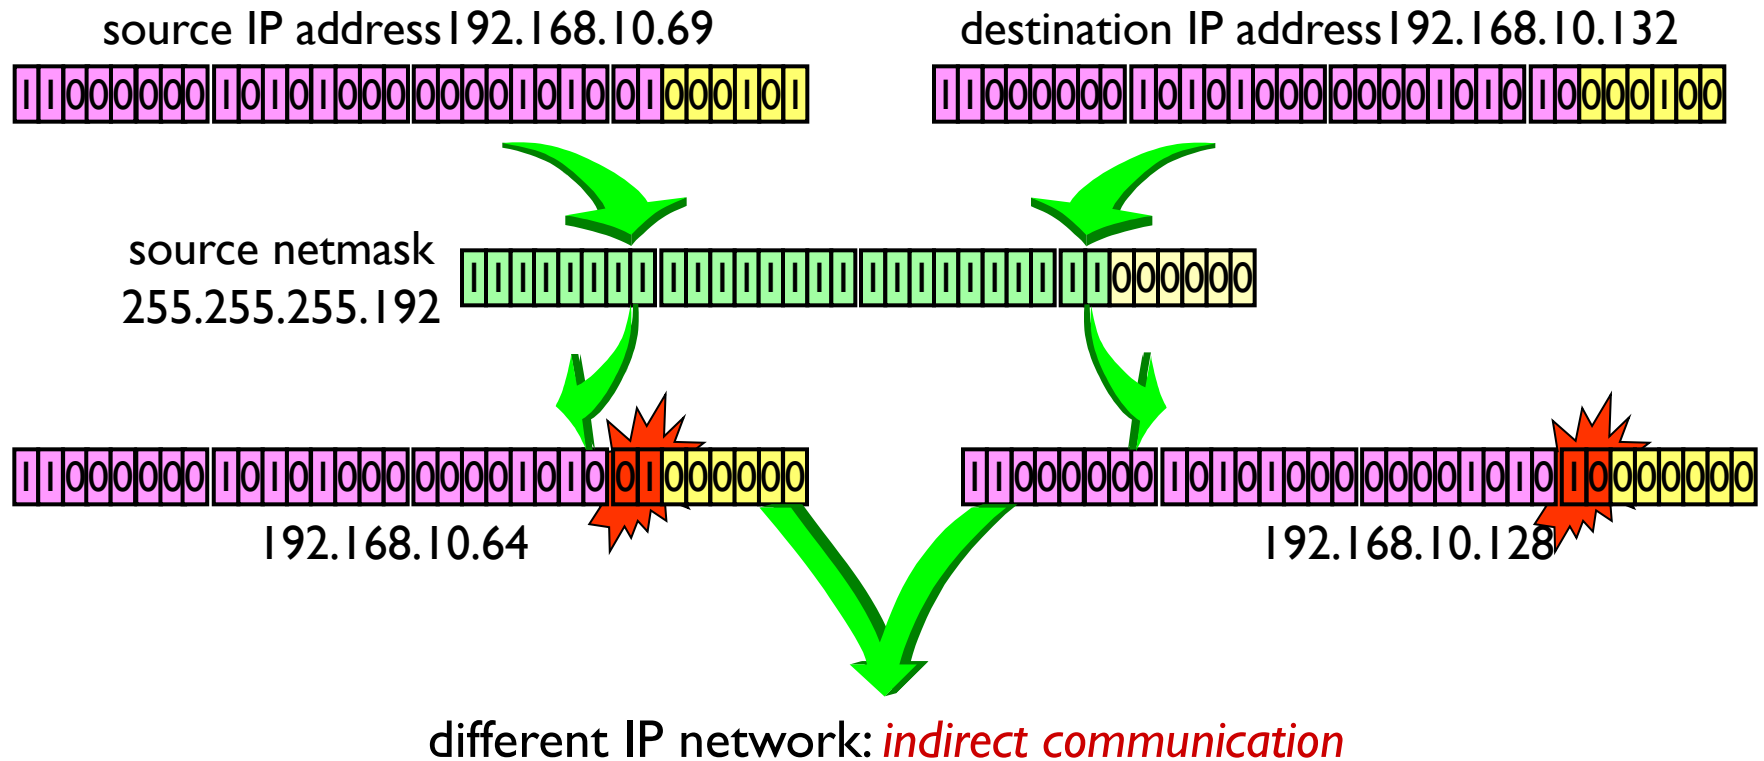 source IP address192.168.10.69
destination IP address192.168.10.132
11000000 10101000 00001010 01000101
11000000 10101000 00001010 10000100
source netmask
255.255.255.192
11111111 11111111 11111111 11000000
11000000 10101000 00001010 01000000
11000000 10101000 00001010 10000000
192.168.10.64
192.168.10.128
different IP network: indirect communication